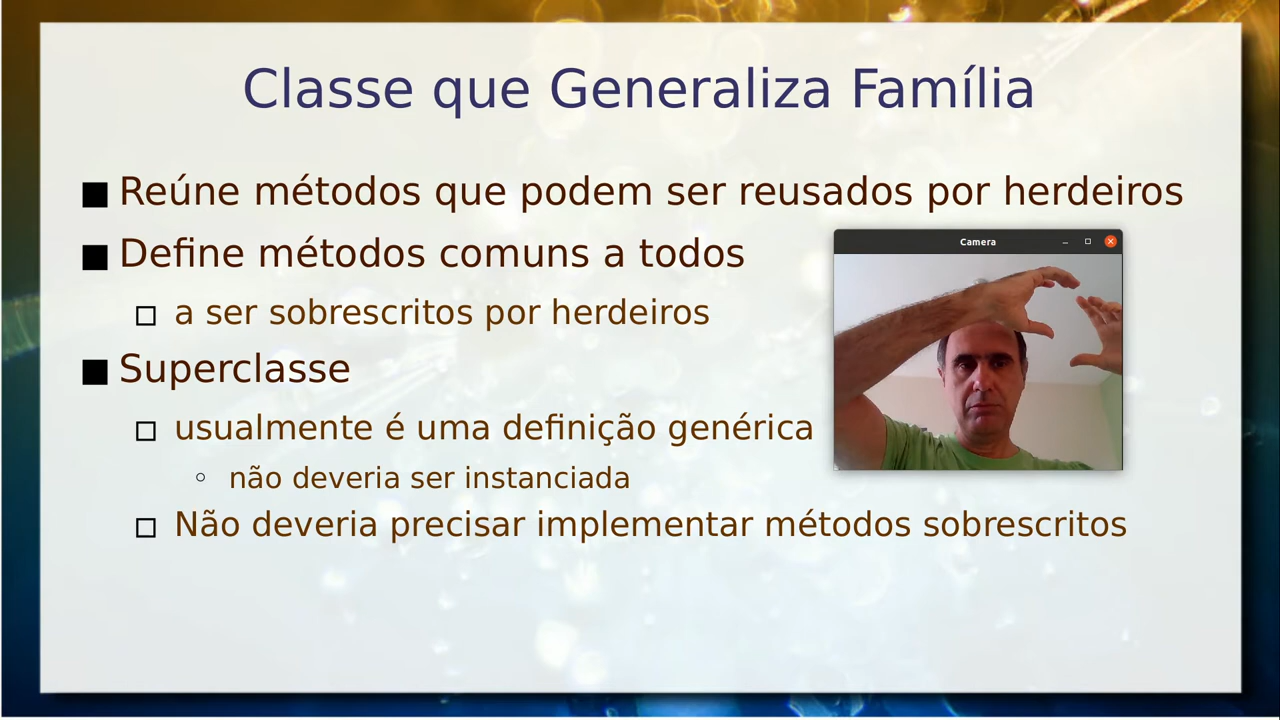 Classe que Generaliza Família
Reúne métodos que podem ser reusados por herdeiros
Define métodos comuns a todos
a ser sobrescritos por herdeiros
Superclasse
usualmente é uma definição genérica
não deveria ser instanciada
Não deveria precisar implementar métodos sobrescritos
Camera